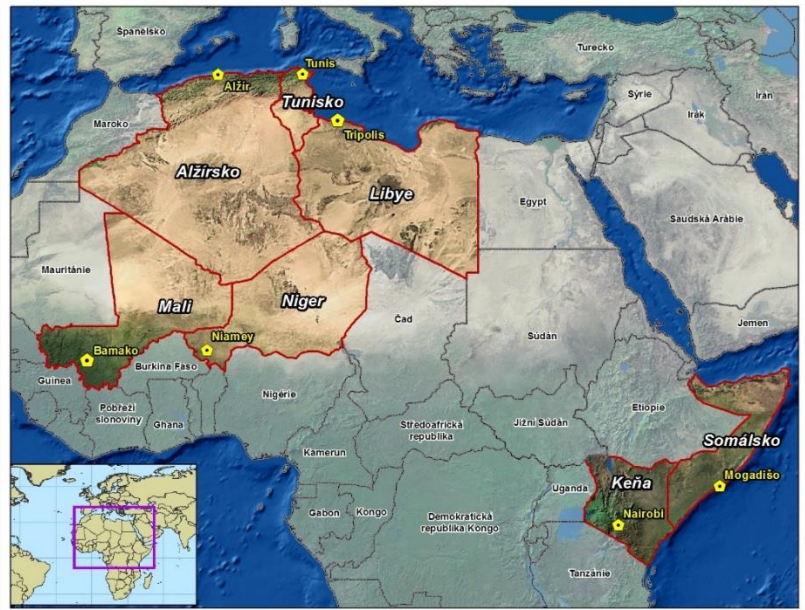 Španělsko
Turecko
Tunis
Alžír
Tunisko
Sýrie
Írán
Irák
Maroko
Tripolis
Alžírsko
Libye
Egypt
Saudská Arábie
Mauritánie
Mali
Niger
Čad
Súdán
Jemen
Niamey
Bamako
Burkina Faso
Guinea
Nigérie
Etiopie
Pobřeží
slonoviny
Ghana
Středoafrická
republika
Jižní Súdán
Somálsko
Kamerun
Keňa
Mogadišo
Uganda
Gabon
Kongo
Demokratická
republika Kongo
Nairobi
Tanzánie